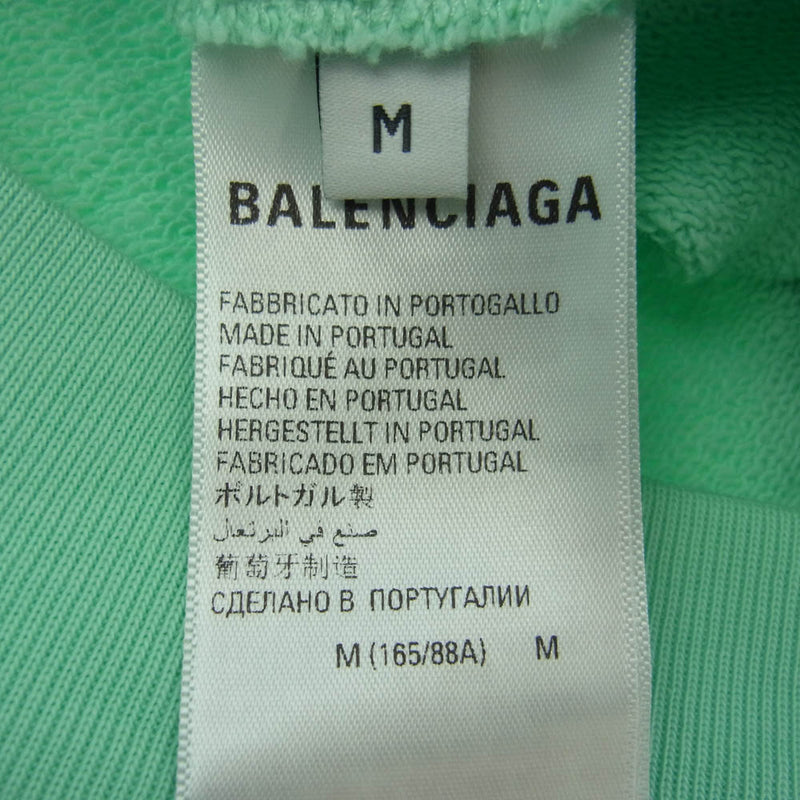 M
BALENCIAGA
FABBRICATO IN PORTOGALLO
MADE IN PORTUGAL
FABRIQUÉ AU PORTUGAL
HECHO EN PORTUGAL
HERGESTELLT IN PORTUGAL
FABRICADO EM PORTUGAL
ポルトガル製
صنع في البرتغال
葡萄牙制造
СДЕЛАНО В ПОРТУГАЛИИ
M (165/88A) M